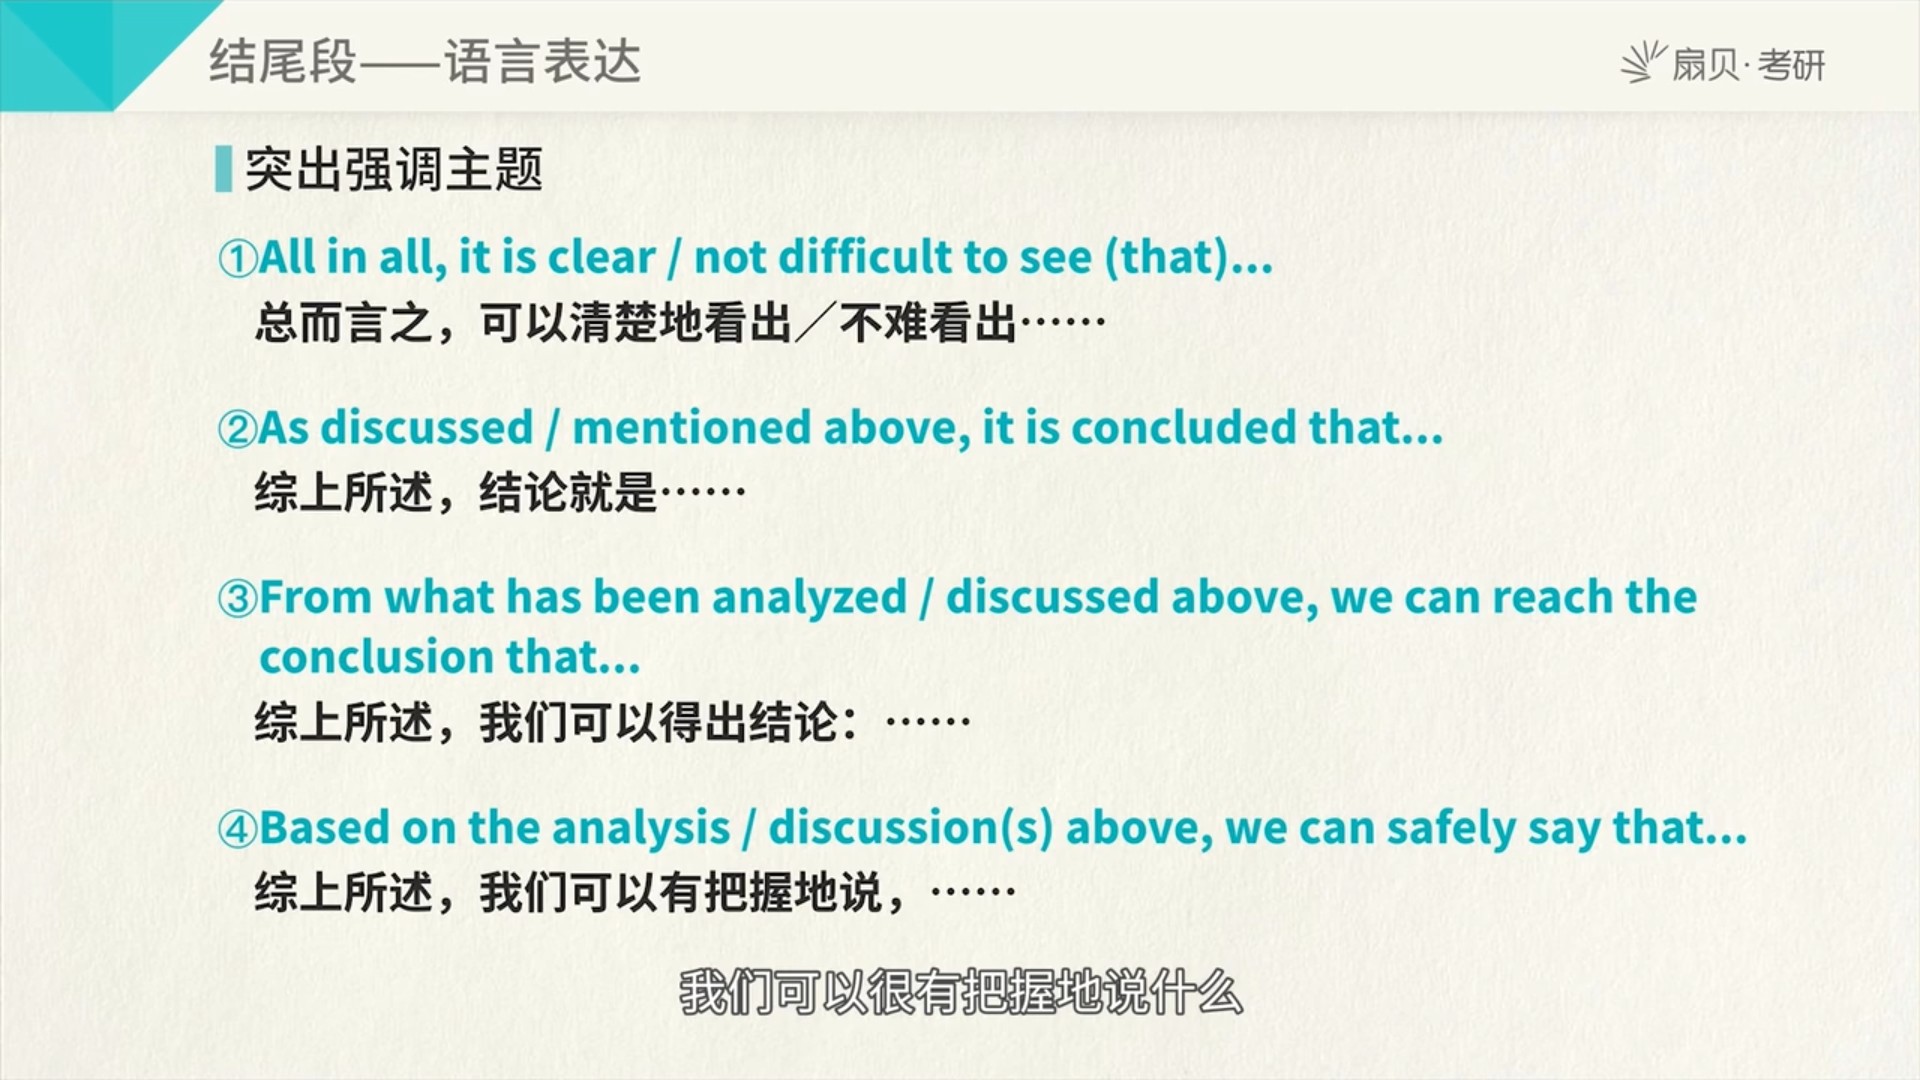 结尾段——语言表达
扇贝·考研
突出强调主题
①All in all, it is clear / not difficult to see (that)...
总而言之，可以清楚地看出／不难看出……
②As discussed / mentioned above, it is concluded that...
综上所述，结论就是……
③From what has been analyzed / discussed above, we can reach the
conclusion that...
综上所述，我们可以得出结论：……
④Based on the analysis / discussion(s) above, we can safely say that...
综上所述，我们可以有把握地说，……
我们可以很有把握地说什么